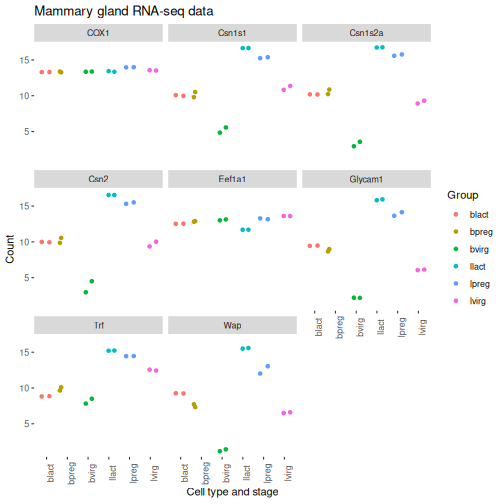 Mammary gland RNA-seq data
COX1
Csn1s1
Csn1s2a
15
10
5
Csn2
Eef1a1
Glycam1
Count
15
10
5
Trf
Wap
blact
bpreg
bvirg
llact
lpreg
lvirg
15
10
5
blact
bpreg
bvirg
llact
lpreg
lvirg
blact
bpreg
bvirg
llact
lpreg
lvirg
Cell type and stage
Group
blact
bpreg
bvirg
llact
lpreg
lvirg